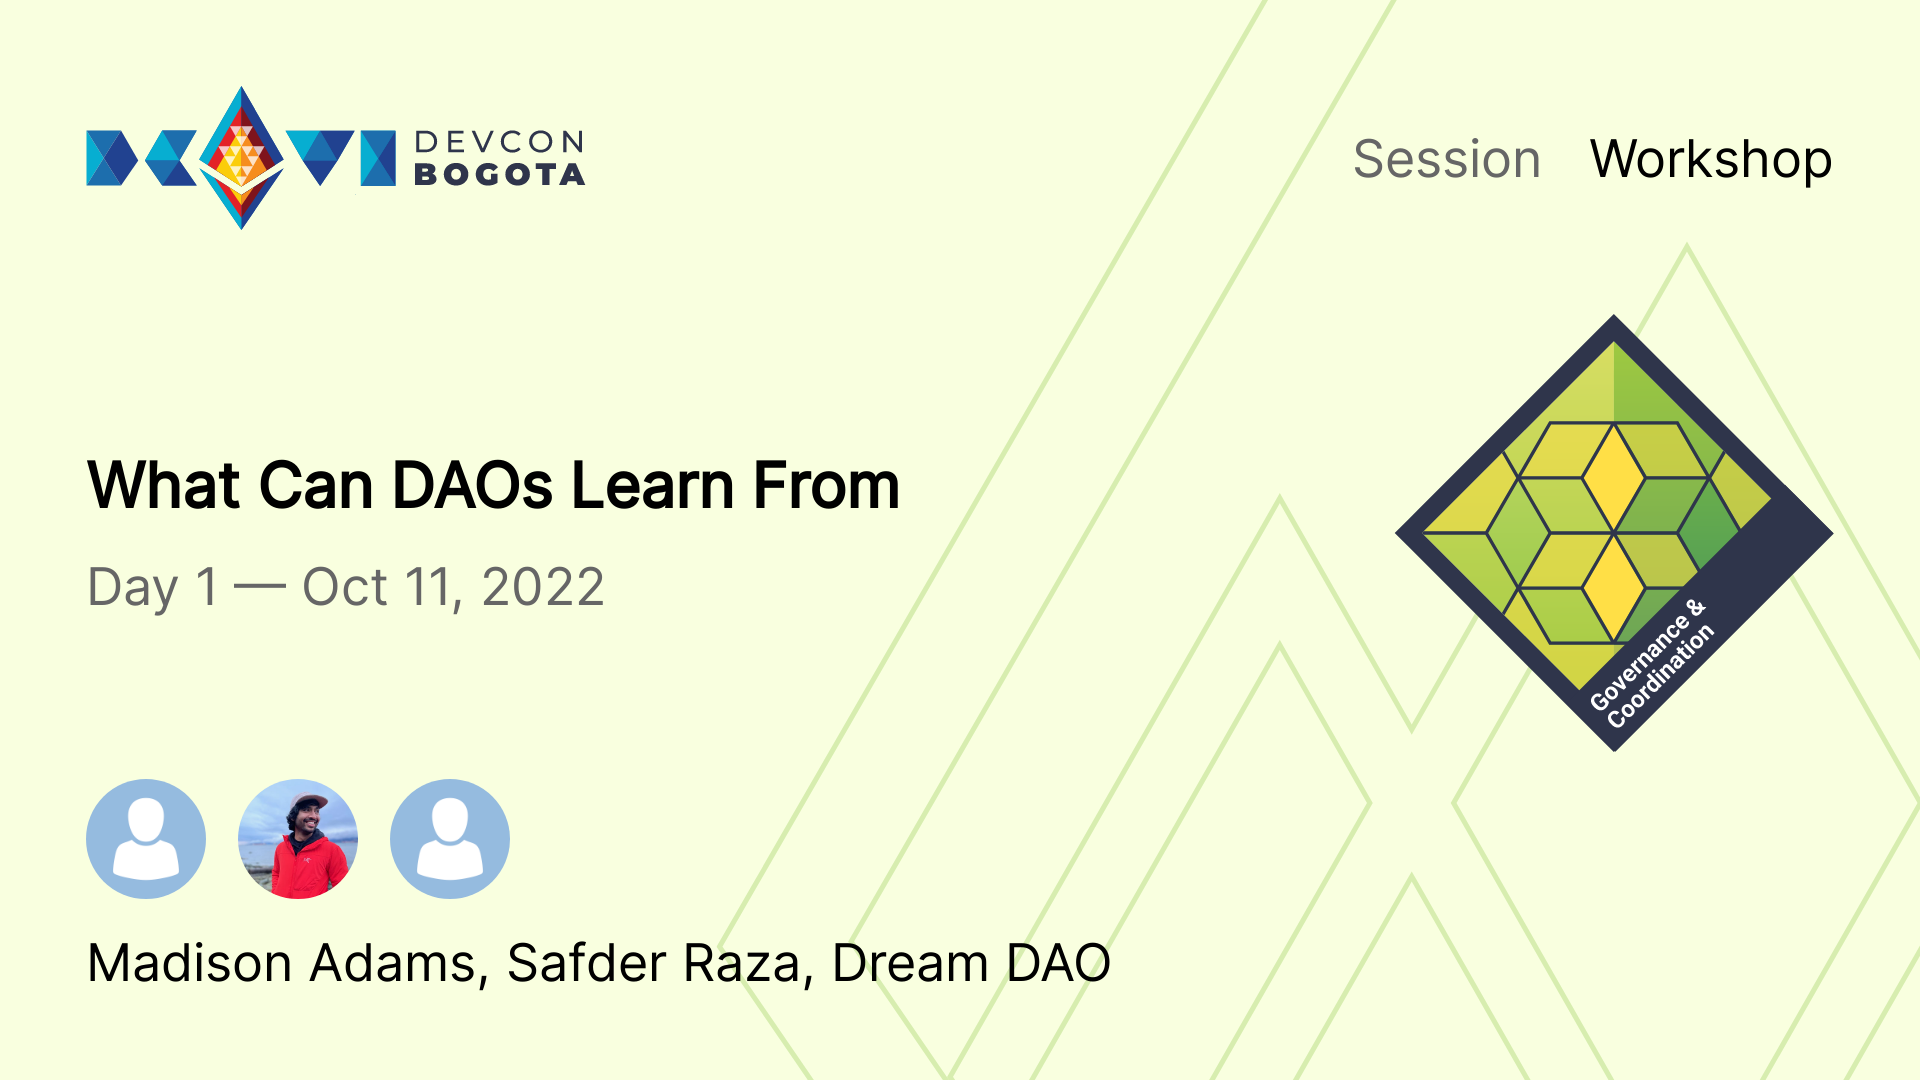 DEVCON
BOGOTA
Session Workshop
What Can DAOs Learn From
Day 1 — Oct 11, 2022
Governance &
Coordination
Madison Adams, Safder Raza, Dream DAO